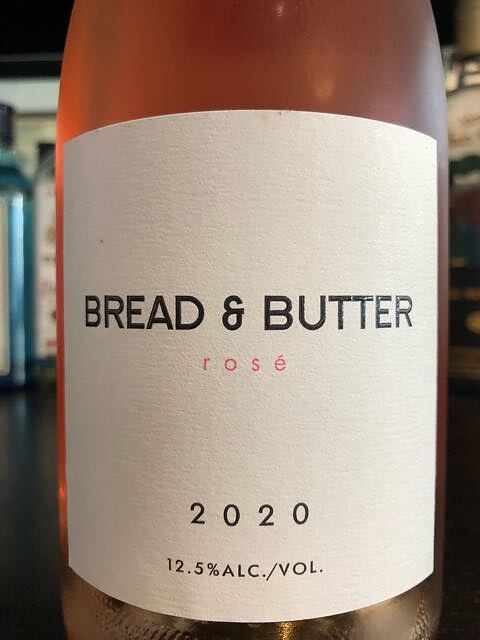 BREAD & BUTTER
rosé
2020
12.5%ALC./VOL.